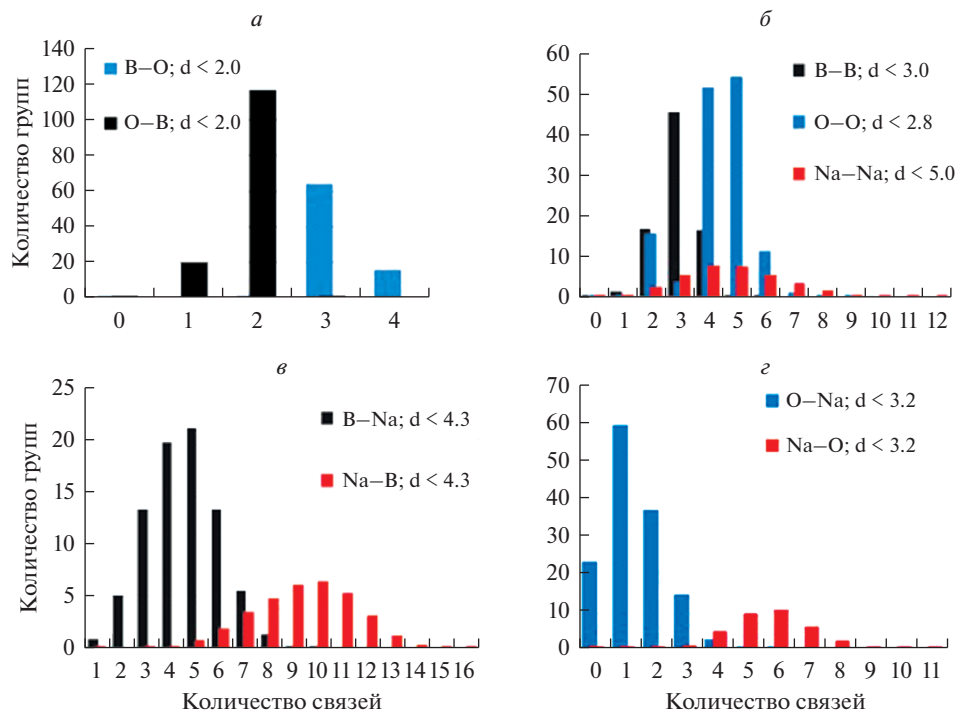 а
Количество групп
140
120
100
80
60
40
20
0
B–O; d < 2.0
O–B; d < 2.0
0 1 2 3 4
б
60
50
40
30
20
10
0
B–B; d < 3.0
O–O; d < 2.8
Na–Na; d < 5.0
0 1 2 3 4 5 6 7 8 9 10 11 12
в
Количество групп
25
20
15
10
5
0
B–Na; d < 4.3
Na–B; d < 4.3
1 2 3 4 5 6 7 8 9 10 11 12 13 14 15 16
Количество связей
г
70
60
50
40
30
20
10
0
O–Na; d < 3.2
Na–O; d < 3.2
0 1 2 3 4 5 6 7 8 9 10 11
Количество связей